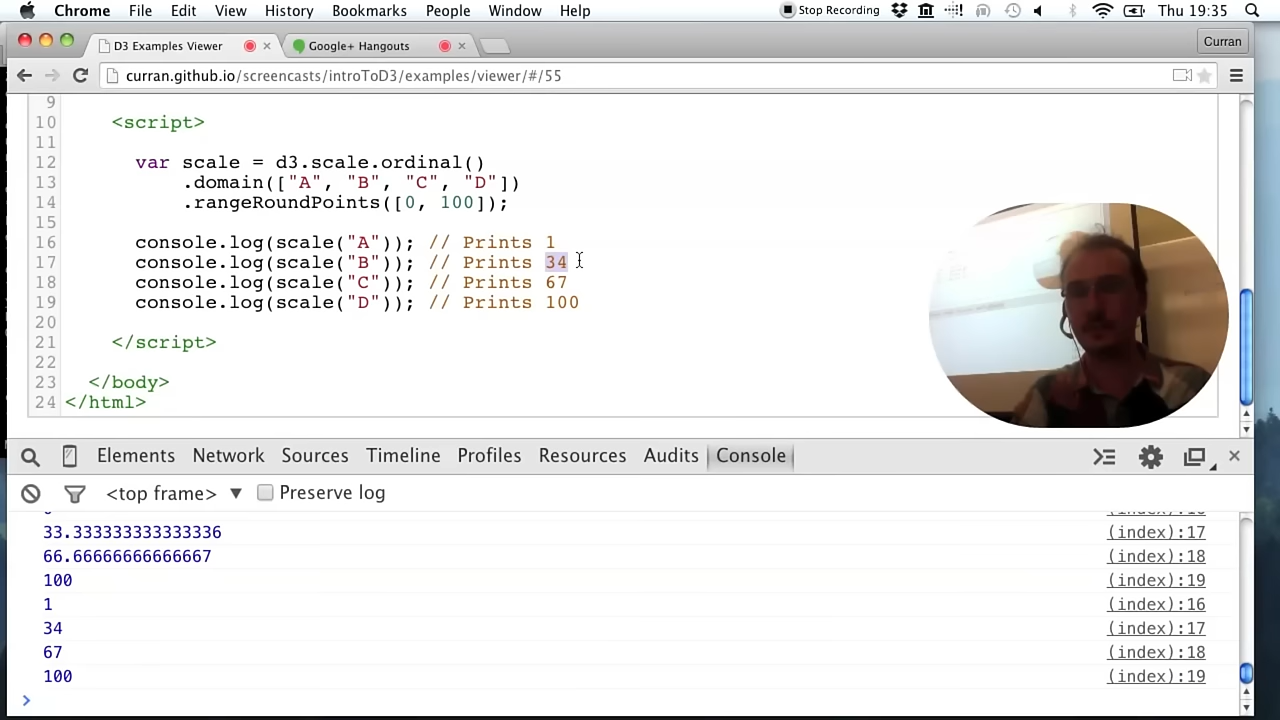 Chrome File Edit View History Bookmarks People Window Help Stop Recording Thu 19:35
D3 Examples Viewer × Google+ Hangouts × Curran
curran.github.io/screencasts/introToD3/examples/viewer/#/55
9
10 <script>
11
12 var scale = d3.scale.ordinal()
13 .domain(["A", "B", "C", "D"])
14 .rangeRoundPoints([0, 100]);
15
16 console.log(scale("A")); // Prints 1
17 console.log(scale("B")); // Prints 34
18 console.log(scale("C")); // Prints 67
19 console.log(scale("D")); // Prints 100
20
21 </script>
22
23 </body>
24 </html>
Elements Network Sources Timeline Profiles Resources Audits Console
<top frame> ▼ Preserve log
33.333333333333336 (index):17
66.66666666666667 (index):18
100 (index):19
1 (index):16
34 (index):17
67 (index):18
100 (index):19
>